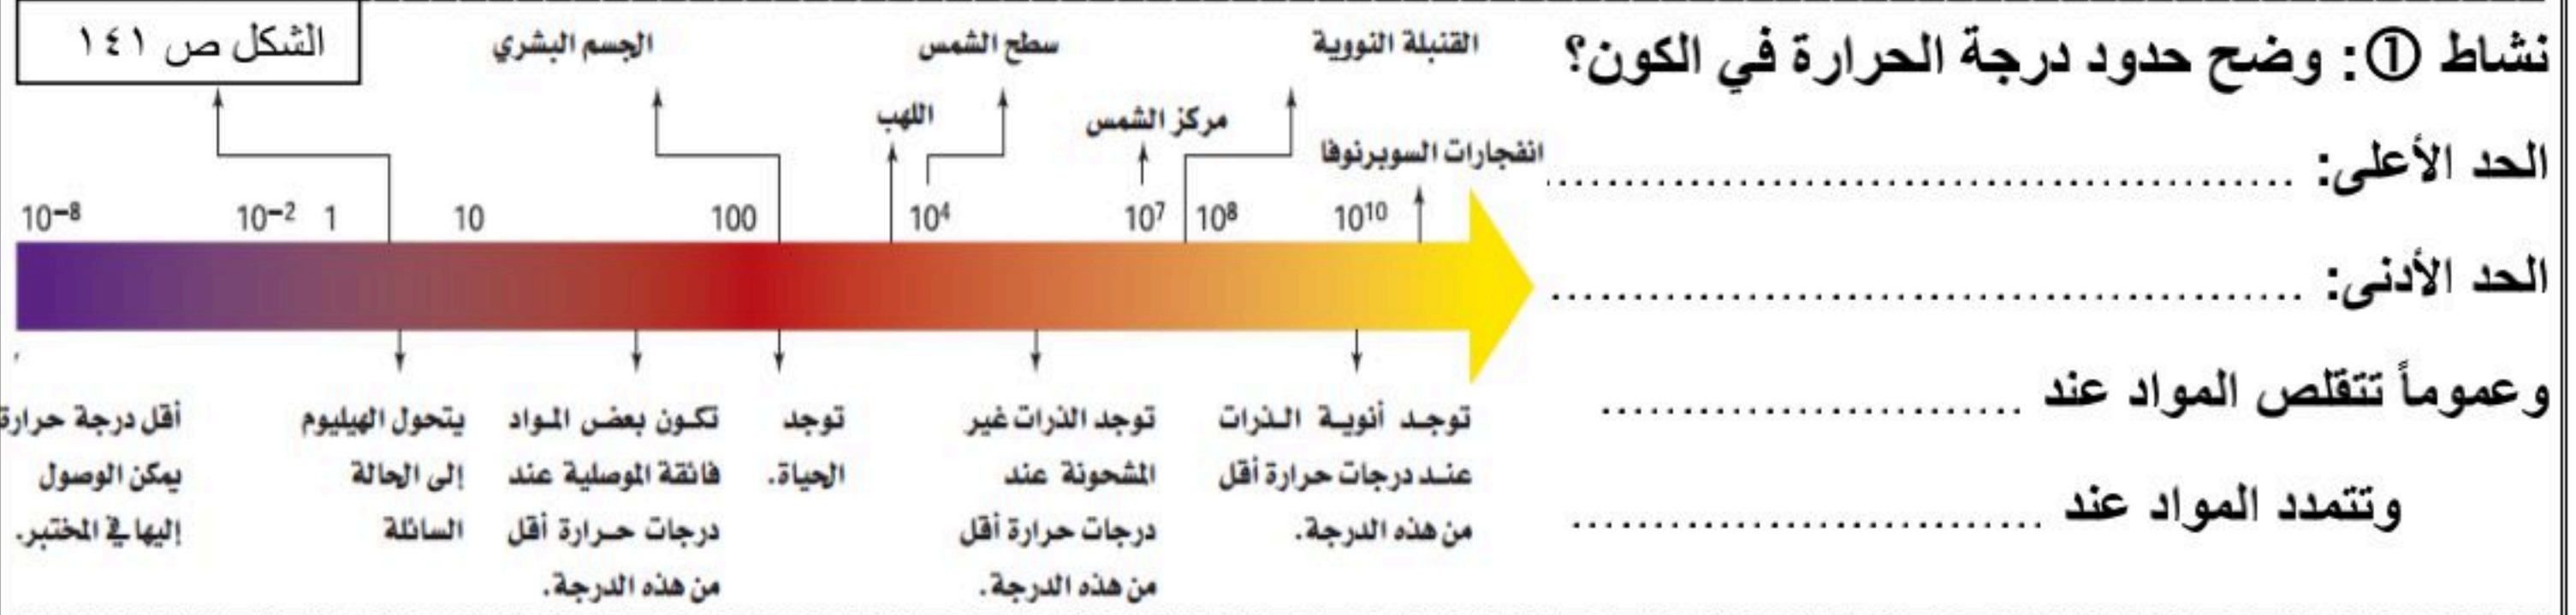 نشاط ①: وضح حدود درجة الحرارة في الكون؟
الحد الأعلى: ..............................................
الحد الأدنى: ..............................................
وعموماً تتقلص المواد عند ..........................
وتتمدد المواد عند .............................
الشكل ص ١٤١
الجسم البشري
سطح الشمس
القنبلة النووية
اللهب
مركز الشمس
انفجارات السوبرنوفا
10−8 10−2 1 10 100 10⁴ 10⁷ 10⁸ 10¹⁰
توجد أنوية الذرات
عند درجات حرارة أقل
من هذه الدرجة.
توجد الذرات غير
المشحونة عند
درجات حرارة أقل
من هذه الدرجة.
توجد
الحياة.
تكون بعض المواد
فائقة الموصلية عند
درجات حرارة أقل
من هذه الدرجة.
يتحول الهيليوم
إلى الحالة
السائلة
أقل درجة حرارة
يمكن الوصول
إليها في المختبر.